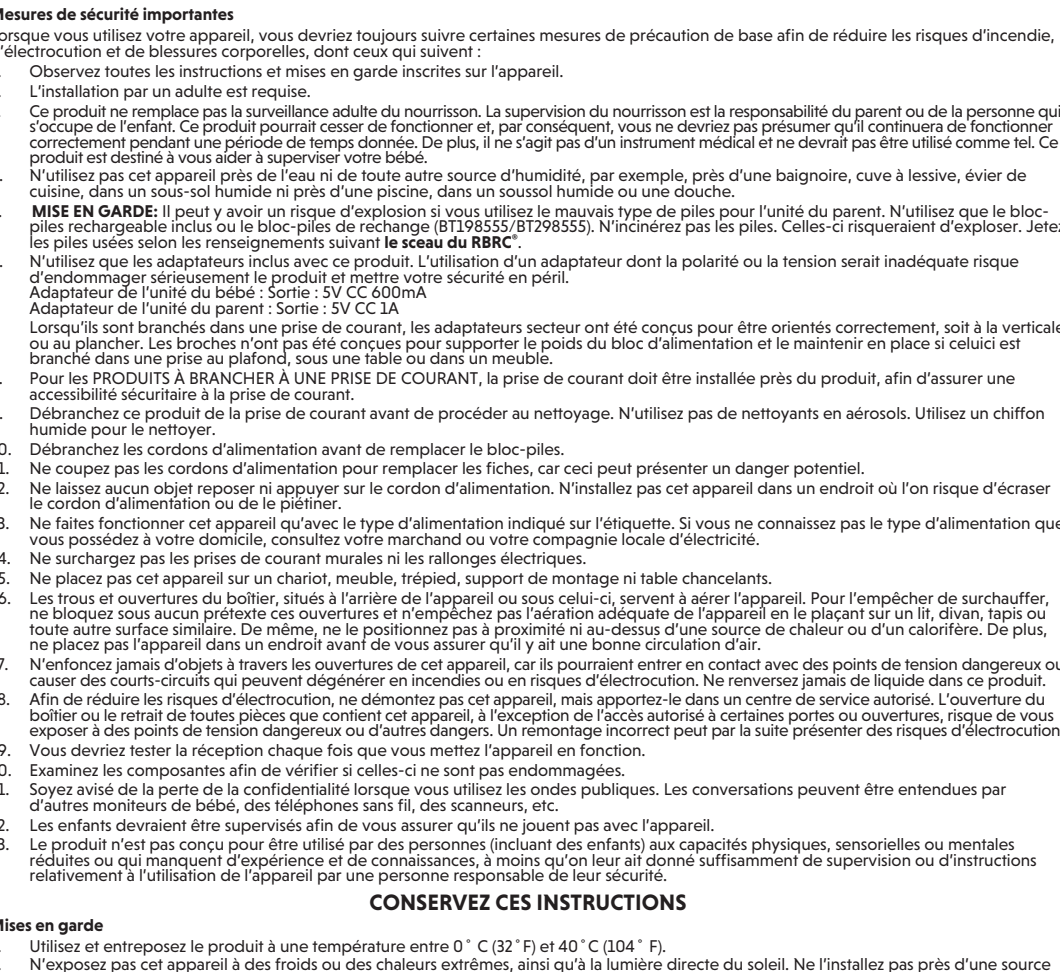 Mesures de sécurité importantes
Lorsque vous utilisez votre appareil, vous devriez toujours suivre certaines mesures de précaution de base afin de réduire les risques d'incendie,
d'électrocution et de blessures corporelles, dont ceux qui suivent :
. Observez toutes les instructions et mises en garde inscrites sur l'appareil.
. L'installation par un adulte est requise.
. Ce produit ne remplace pas la surveillance adulte du nourrisson. La supervision du nourrisson est la responsabilité du parent ou de la personne qui
s'occupe de l'enfant. Ce produit pourrait cesser de fonctionner et, par conséquent, vous ne devriez pas présumer qu'il continuera de fonctionner
correctement pendant une période de temps donnée. De plus, il ne s'agit pas d'un instrument médical et ne devrait pas être utilisé comme tel. Ce
produit est destiné à vous aider à superviser votre bébé.
. N'utilisez pas cet appareil près de l'eau ni de toute autre source d'humidité, par exemple, près d'une baignoire, cuve à lessive, évier de
cuisine, dans un sous-sol humide ni près d'une piscine, dans un soussol humide ou une douche.
. MISE EN GARDE: Il peut y avoir un risque d'explosion si vous utilisez le mauvais type de piles pour l'unité du parent. N'utilisez que le bloc-
piles rechargeable inclus ou le bloc-piles de rechange (BT198555/BT298555). N'incinérez pas les piles. Celles-ci risqueraient d'exploser. Jetez
les piles usées selon les renseignements suivant le sceau du RBRC®.
. N'utilisez que les adaptateurs inclus avec ce produit. L'utilisation d'un adaptateur dont la polarité ou la tension serait inadéquate risque
d'endommager sérieusement le produit et mettre votre sécurité en péril.
Adaptateur de l'unité du bébé : Sortie : 5V CC 600mA
Adaptateur de l'unité du parent : Sortie : 5V CC 1A
Lorsqu'ils sont branchés dans une prise de courant, les adaptateurs secteur ont été conçus pour être orientés correctement, soit à la verticale
ou au plancher. Les broches n'ont pas été conçues pour supporter le poids du bloc d'alimentation et le maintenir en place si celuici est
branché dans une prise au plafond, sous une table ou dans un meuble.
. Pour les PRODUITS À BRANCHER À UNE PRISE DE COURANT, la prise de courant doit être installée près du produit, afin d'assurer une
accessibilité sécuritaire à la prise de courant.
. Débranchez ce produit de la prise de courant avant de procéder au nettoyage. N'utilisez pas de nettoyants en aérosols. Utilisez un chiffon
humide pour le nettoyer.
0. Débranchez les cordons d'alimentation avant de remplacer le bloc-piles.
1. Ne coupez pas les cordons d'alimentation pour remplacer les fiches, car ceci peut présenter un danger potentiel.
2. Ne laissez aucun objet reposer ni appuyer sur le cordon d'alimentation. N'installez pas cet appareil dans un endroit où l'on risque d'écraser
le cordon d'alimentation ou de le piétiner.
3. Ne faites fonctionner cet appareil qu'avec le type d'alimentation indiqué sur l'étiquette. Si vous ne connaissez pas le type d'alimentation que
vous possédez à votre domicile, consultez votre marchand ou votre compagnie locale d'électricité.
4. Ne surchargez pas les prises de courant murales ni les rallonges électriques.
5. Ne placez pas cet appareil sur un chariot, meuble, trépied, support de montage ni table chancelants.
6. Les trous et ouvertures du boîtier, situés à l'arrière de l'appareil ou sous celui-ci, servent à aérer l'appareil. Pour l'empêcher de surchauffer,
ne bloquez sous aucun prétexte ces ouvertures et n'empêchez pas l'aération adéquate de l'appareil en le plaçant sur un lit, divan, tapis ou
toute autre surface similaire. De même, ne le positionnez pas à proximité ni au-dessus d'une source de chaleur ou d'un calorifère. De plus,
ne placez pas l'appareil dans un endroit avant de vous assurer qu'il y ait une bonne circulation d'air.
7. N'enfoncez jamais d'objets à travers les ouvertures de cet appareil, car ils pourraient entrer en contact avec des points de tension dangereux ou
causer des courts-circuits qui peuvent dégénérer en incendies ou en risques d'électrocution. Ne renversez jamais de liquide dans ce produit.
8. Afin de réduire les risques d'électrocution, ne démontez pas cet appareil, mais apportez-le dans un centre de service autorisé. L'ouverture du
boîtier ou le retrait de toutes pièces que contient cet appareil, à l'exception de l'accès autorisé à certaines portes ou ouvertures, risque de vous
exposer à des points de tension dangereux ou d'autres dangers. Un remontage incorrect peut par la suite présenter des risques d'électrocution
9. Vous devriez tester la réception chaque fois que vous mettez l'appareil en fonction.
0. Examinez les composantes afin de vérifier si celles-ci ne sont pas endommagées.
1. Soyez avisé de la perte de la confidentialité lorsque vous utilisez les ondes publiques. Les conversations peuvent être entendues par
d'autres moniteurs de bébé, des téléphones sans fil, des scanneurs, etc.
2. Les enfants devraient être supervisés afin de vous assurer qu'ils ne jouent pas avec l'appareil.
3. Le produit n'est pas conçu pour être utilisé par des personnes (incluant des enfants) aux capacités physiques, sensorielles ou mentales
réduites ou qui manquent d'expérience et de connaissances, à moins qu'on leur ait donné suffisamment de supervision ou d'instructions
relativement à l'utilisation de l'appareil par une personne responsable de leur sécurité.
CONSERVEZ CES INSTRUCTIONS
Mises en garde
. Utilisez et entreposez le produit à une température entre 0˚ C (32˚F) et 40˚C (104˚ F).
. N'exposez pas cet appareil à des froids ou des chaleurs extrêmes, ainsi qu'à la lumière directe du soleil. Ne l'installez pas près d'une source